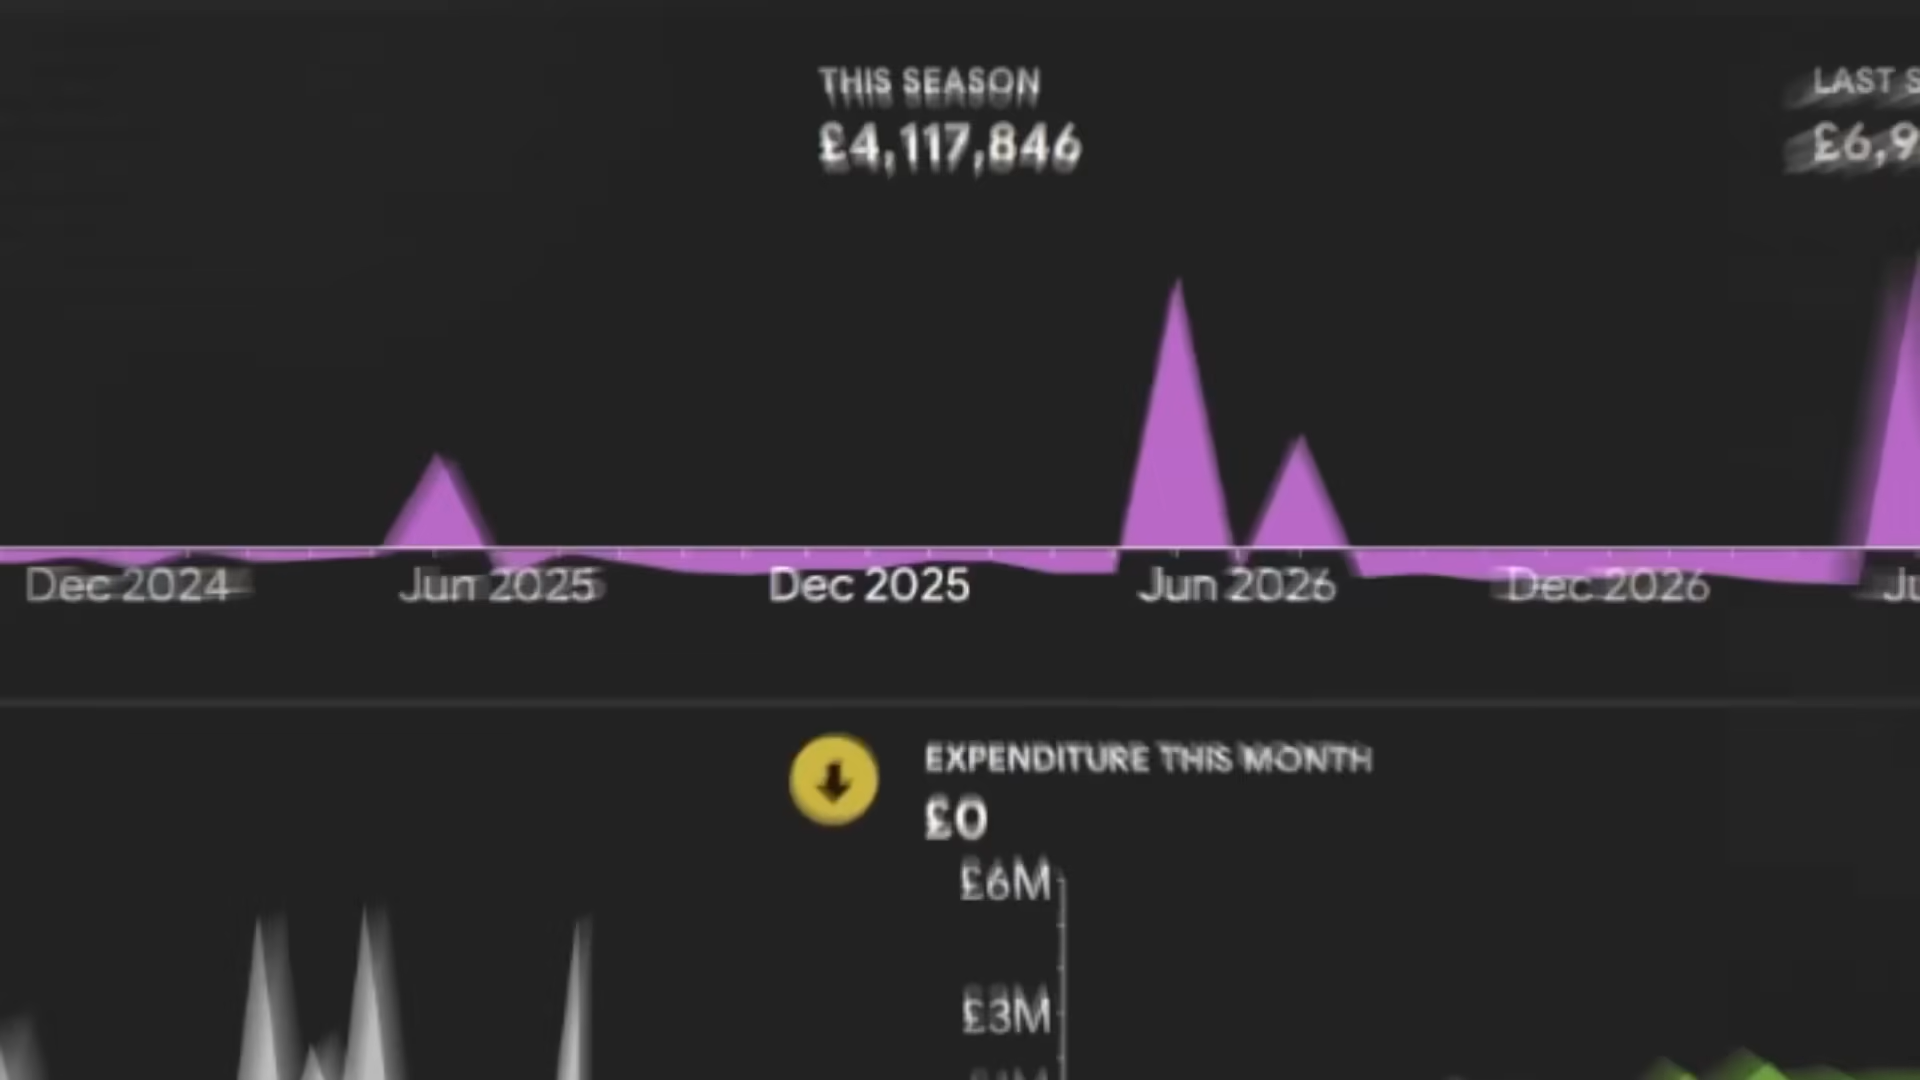 THIS SEASON
£4,117,846
LAST
£6,9
Dec 2024 Jun 2025 Dec 2025 Jun 2026 Dec 2026
EXPENDITURE THIS MONTH
£0
£6M
£3M